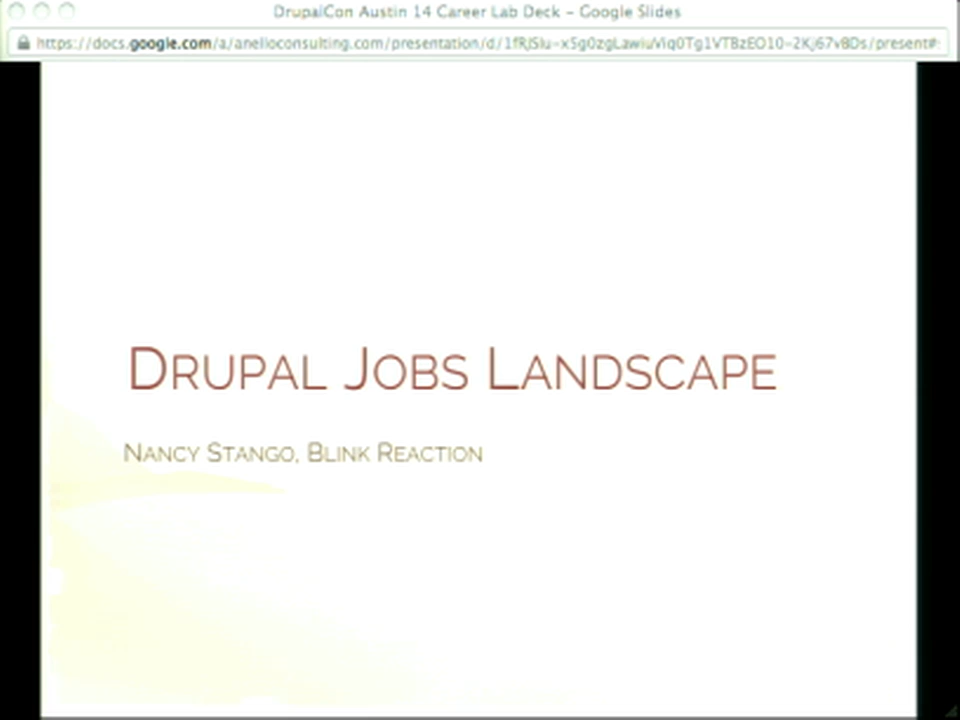 DrupalCon Austin 14 Career Lab Deck – Google Slides
DRUPAL JOBS LANDSCAPE
NANCY STANGO, BLINK REACTION